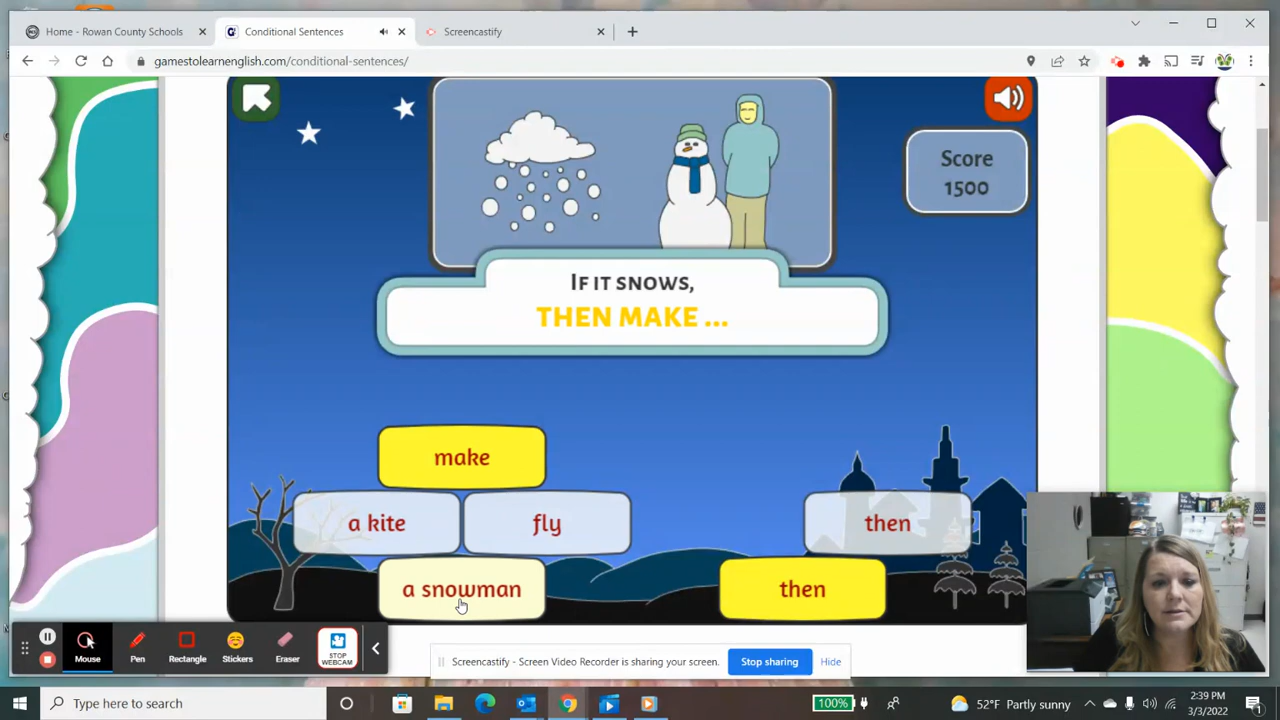 Home - Rowan County Schools
Conditional Sentences
Screencastify
gamestolearnenglish.com/conditional-sentences/
Score
1500
IF IT SNOWS,
THEN MAKE ...
make
a kite
fly
then
a snowman
then
Mouse
Pen
Rectangle
Stickers
Eraser
STOP
WEBCAM
Screencastify - Screen Video Recorder is sharing your screen.
Stop sharing
Hide
Type here to search
100%
52°F Partly sunny
2:39 PM
3/3/2022
1